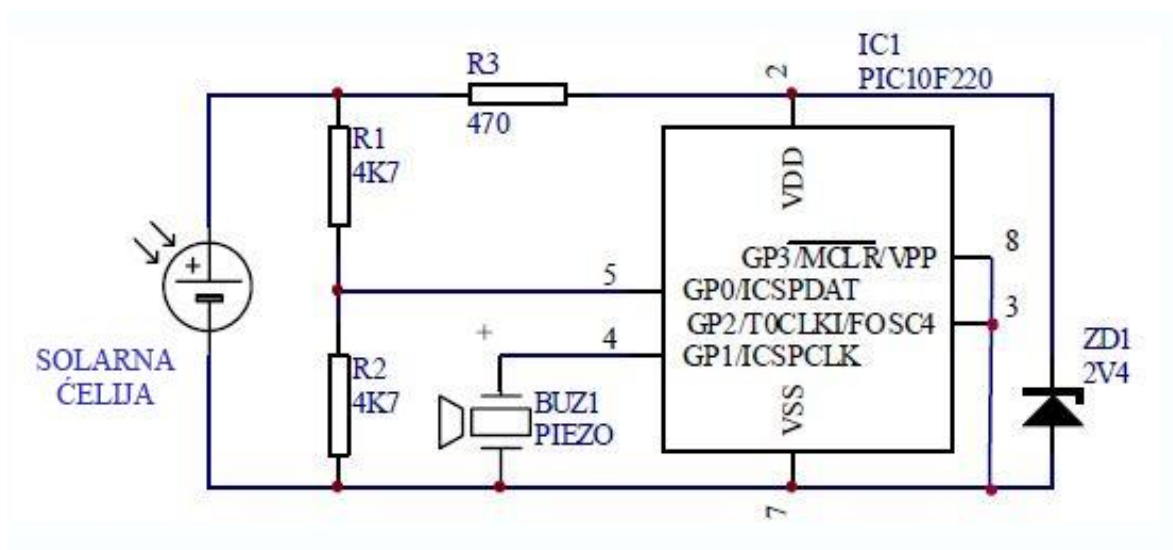 IC1
PIC10F220
R3
470
2
R1
4K7
VDD
8
GP3/MCLR/VPP
5
GP0/ICSPDAT
3
GP2/T0CLKI/FOSC4
+
4
GP1/ICSPCLK
+
SOLARNA
ĆELIJA
R2
4K7
BUZ1
PIEZO
VSS
ZD1
2V4
7